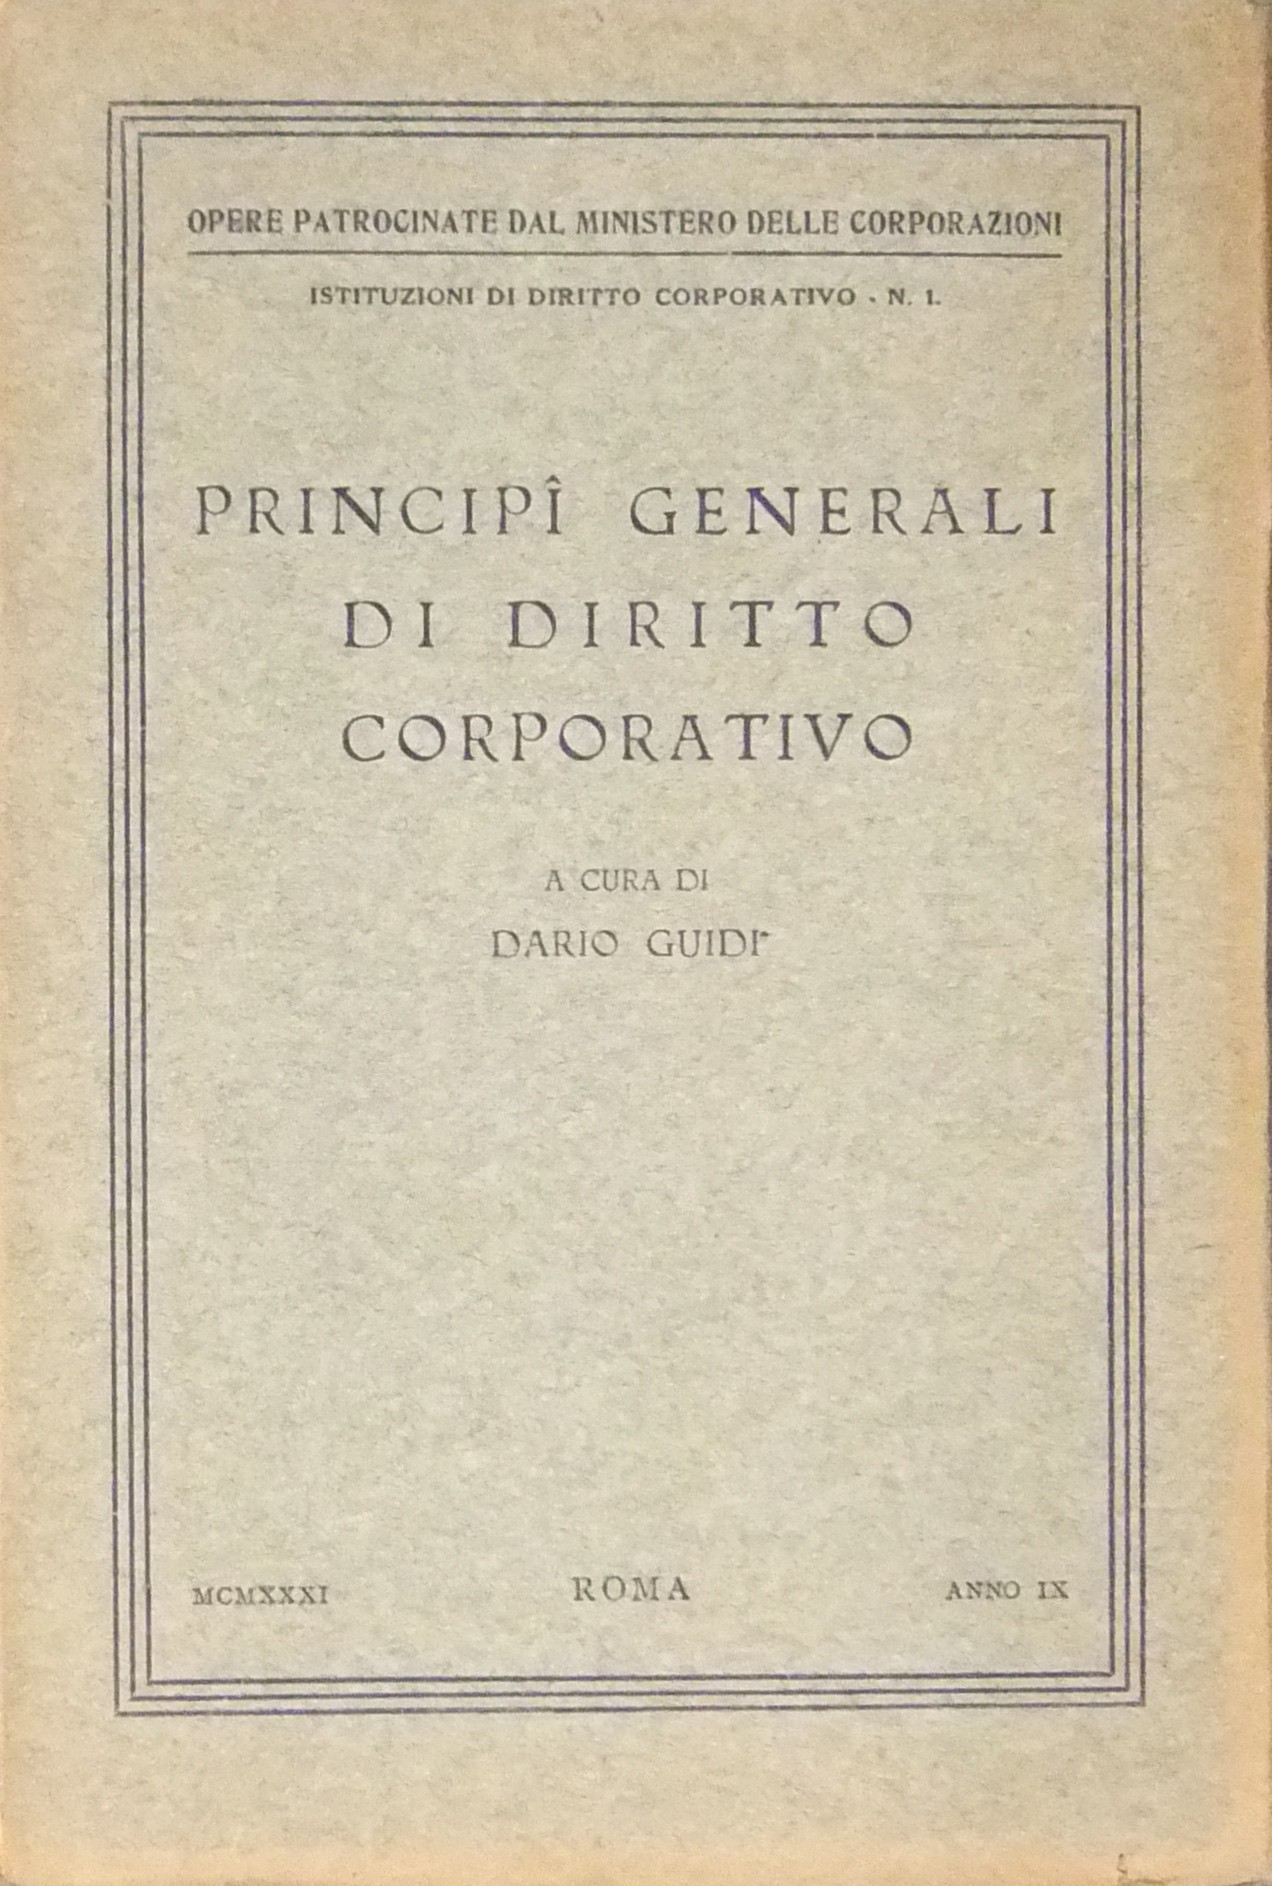 OPERE PATROCINATE DAL MINISTERO DELLE CORPORAZIONI
ISTITUZIONI DI DIRITTO CORPORATIVO - N. 1.
PRINCIPÎ GENERALI
DI DIRITTO
CORPORATIVO
A CURA DI
DARIO GUIDI
MCMXXXI ROMA ANNO IX